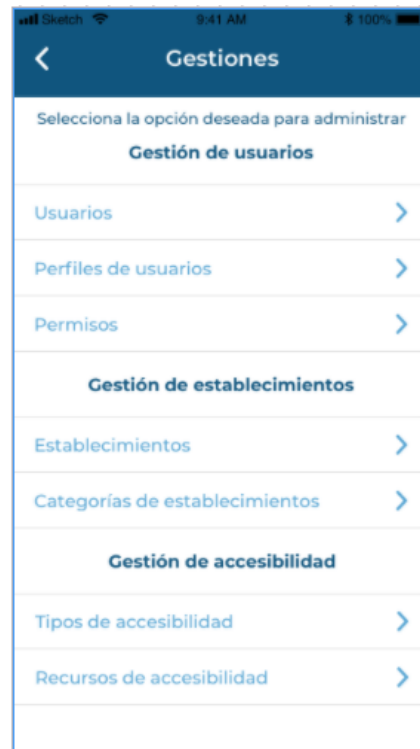 Sketch 9:41 AM 100%
Gestiones
Selecciona la opción deseada para administrar
Gestión de usuarios
Usuarios
Perfiles de usuarios
Permisos
Gestión de establecimientos
Establecimientos
Categorías de establecimientos
Gestión de accesibilidad
Tipos de accesibilidad
Recursos de accesibilidad